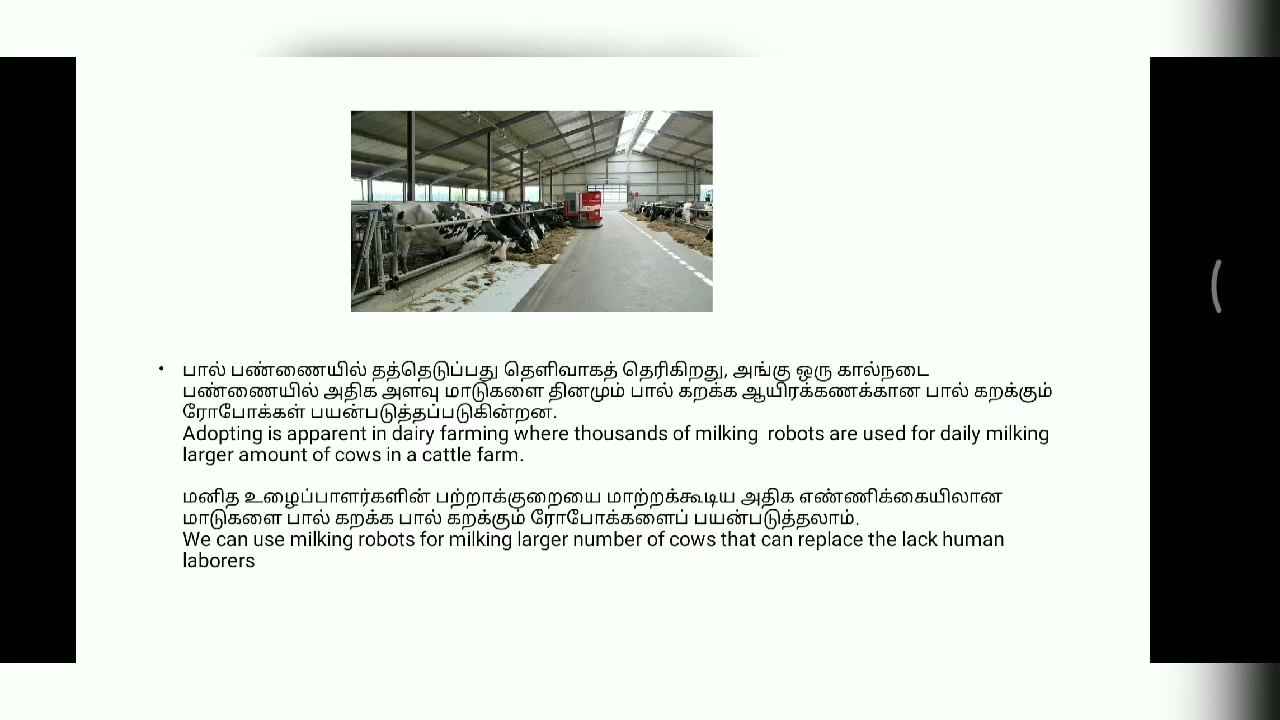 • பால் பண்ணையில் தத்தெடுப்பது தெளிவாகத் தெரிகிறது, அங்கு ஒரு கால்நடை
பண்ணையில் அதிக அளவு மாடுகளை தினமும் பால் கறக்க ஆயிரக்கணக்கான பால் கறக்கும்
ரோபோக்கள் பயன்படுத்தப்படுகின்றன.
Adopting is apparent in dairy farming where thousands of milking  robots are used for daily milking
larger amount of cows in a cattle farm.
மனித உழைப்பாளர்களின் பற்றாக்குறையை மாற்றக்கூடிய அதிக எண்ணிக்கையிலான
மாடுகளை பால் கறக்க பால் கறக்கும் ரோபோக்களைப் பயன்படுத்தலாம்.
We can use milking robots for milking larger number of cows that can replace the lack human
laborers